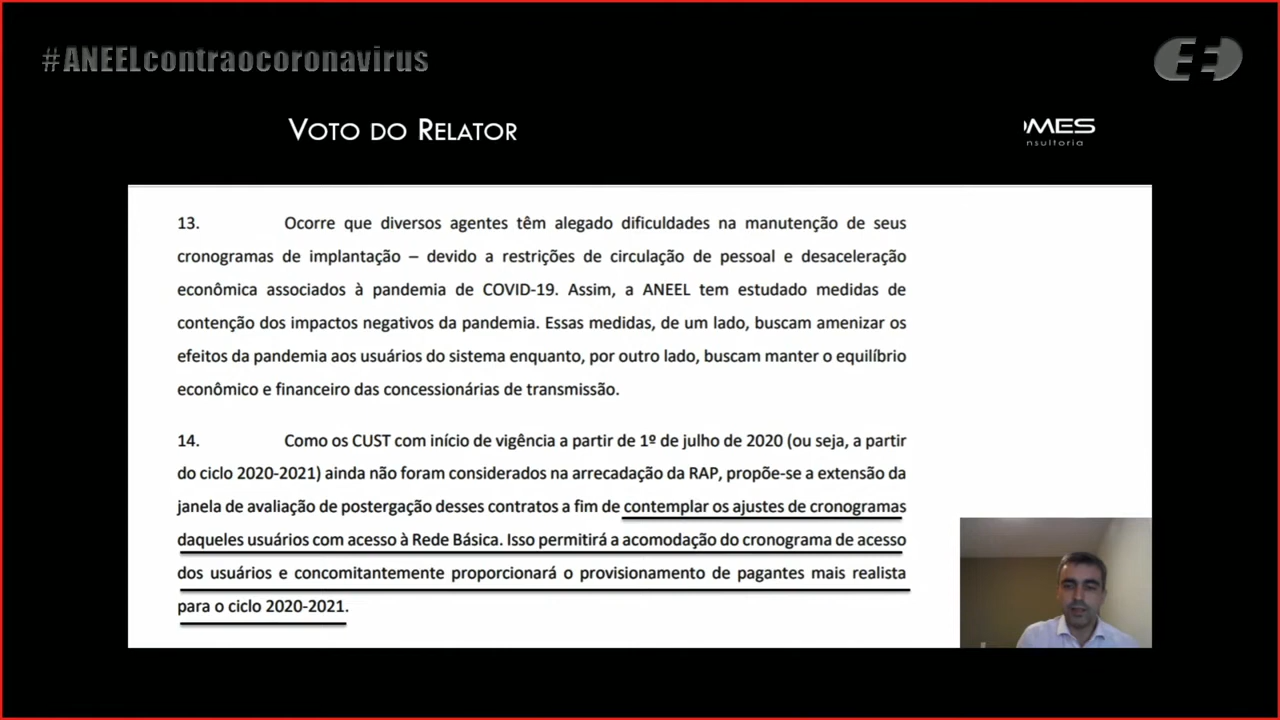 #ANEELcontraocoronavirus
VOTO DO RELATOR
OMES
nsultoria
13. Ocorre que diversos agentes têm alegado dificuldades na manutenção de seus
cronogramas de implantação – devido a restrições de circulação de pessoal e desaceleração
econômica associados à pandemia de COVID-19. Assim, a ANEEL tem estudado medidas de
contenção dos impactos negativos da pandemia. Essas medidas, de um lado, buscam amenizar os
efeitos da pandemia aos usuários do sistema enquanto, por outro lado, buscam manter o equilíbrio
econômico e financeiro das concessionárias de transmissão.
14. Como os CUST com início de vigência a partir de 1º de julho de 2020 (ou seja, a partir
do ciclo 2020-2021) ainda não foram considerados na arrecadação da RAP, propõe-se a extensão da
janela de avaliação de postergação desses contratos a fim de contemplar os ajustes de cronogramas
daqueles usuários com acesso à Rede Básica. Isso permitirá a acomodação do cronograma de acesso
dos usuários e concomitantemente proporcionará o provisionamento de pagantes mais realista
para o ciclo 2020-2021.